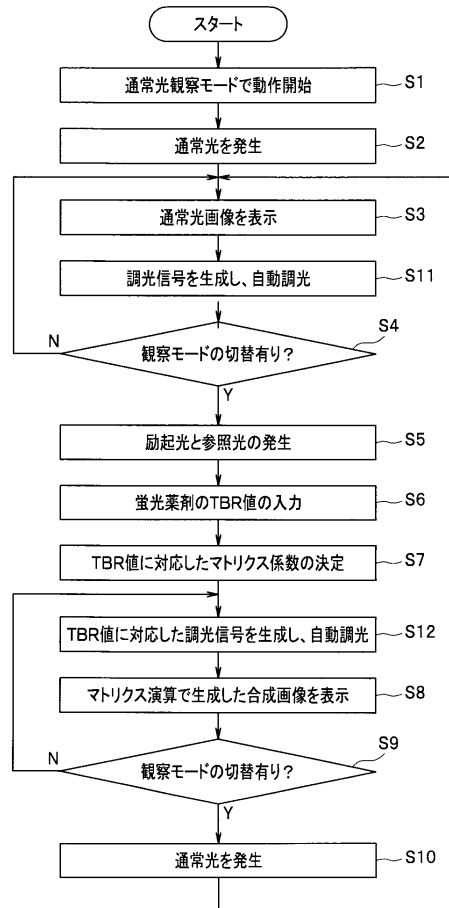 スタート
通常光観察モードで動作開始 S1
通常光を発生 S2
通常光画像を表示 S3
調光信号を生成し、自動調光 S11
観察モードの切替有り? S4
N
Y
励起光と参照光の発生 S5
蛍光薬剤のTBR値の入力 S6
TBR値に対応したマトリクス係数の決定 S7
TBR値に対応した調光信号を生成し、自動調光 S12
マトリクス演算で生成した合成画像を表示 S8
観察モードの切替有り? S9
N
Y
通常光を発生 S10